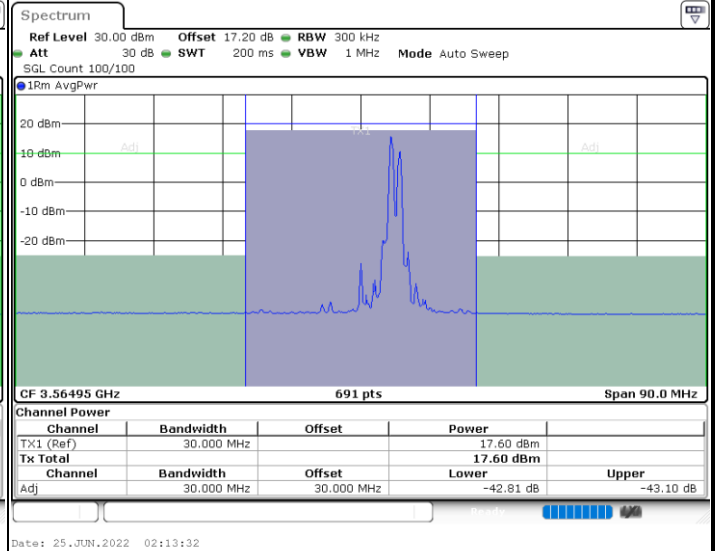 Spectrum
Ref Level 30.00 dBm Offset 17.20 dB RBW 300 kHz
Att 30 dB SWT 200 ms VBW 1 MHz Mode Auto Sweep
SGL Count 100/100
1Rm AvgPwr
20 dBm
TX1
Adj
Adj
10 dBm
0 dBm
-10 dBm
-20 dBm
CF 3.56495 GHz 691 pts Span 90.0 MHz
Channel Power
Channel Bandwidth Offset Power
TX1 (Ref) 30.000 MHz 17.60 dBm
Tx Total 17.60 dBm
Channel Bandwidth Offset Lower Upper
Adj 30.000 MHz 30.000 MHz -42.81 dB -43.10 dB
Ready
Date: 25.JUN.2022 02:13:32